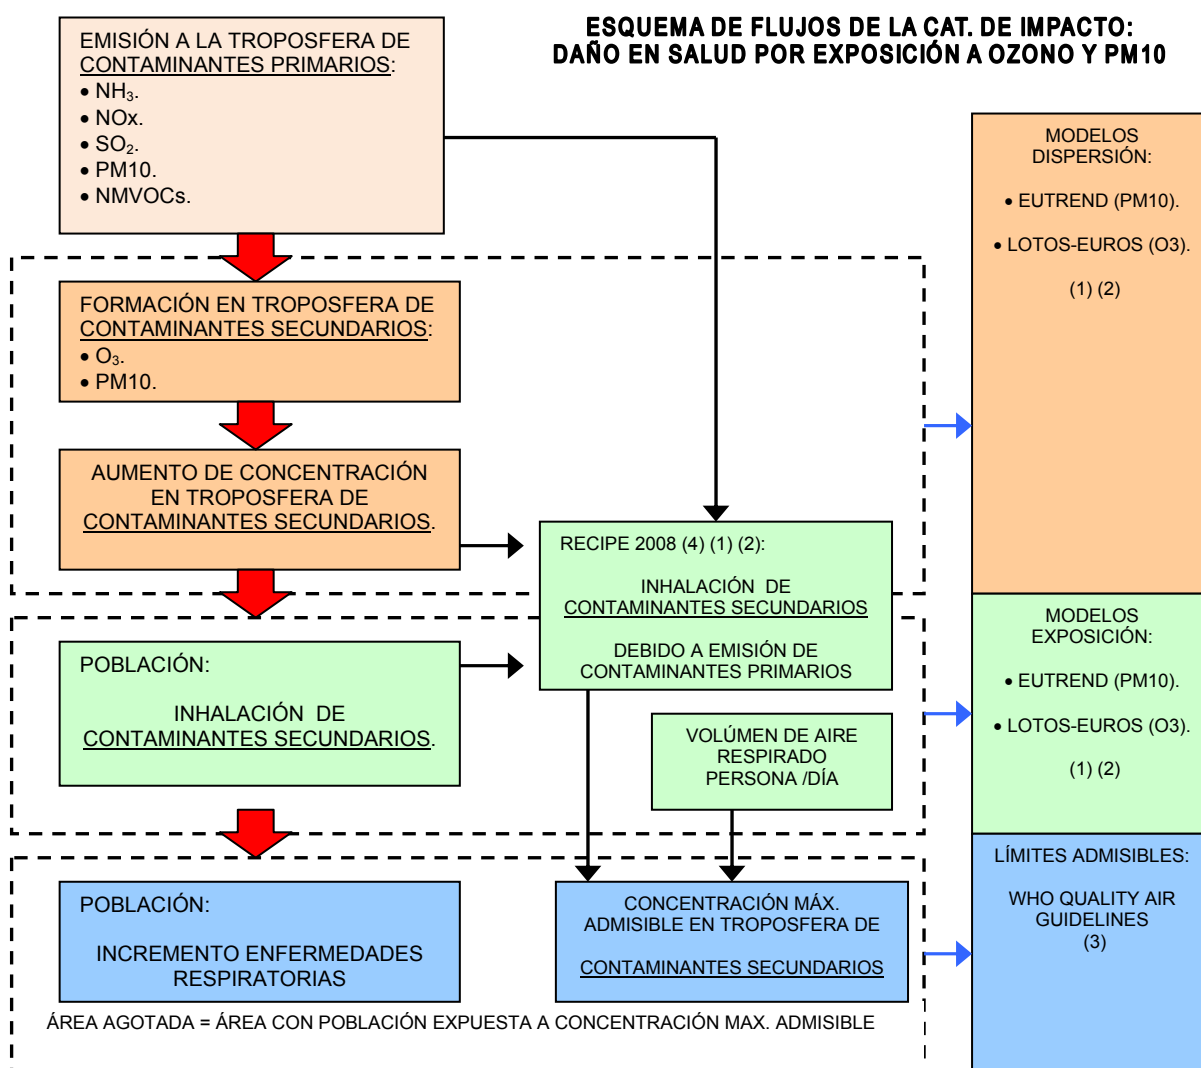 ESQUEMA DE FLUJOS DE LA CAT. DE IMPACTO:
DAÑO EN SALUD POR EXPOSICIÓN A OZONO Y PM10
EMISIÓN A LA TROPOSFERA DE
CONTAMINANTES PRIMARIOS:
• NH₃.
• NOx.
• SO₂.
• PM10.
• NMVOCs.
FORMACIÓN EN TROPOSFERA DE
CONTAMINANTES SECUNDARIOS:
• O₃.
• PM10.
AUMENTO DE CONCENTRACIÓN
EN TROPOSFERA DE
CONTAMINANTES SECUNDARIOS.
RECIPE 2008 (4) (1) (2):
INHALACIÓN DE
CONTAMINANTES SECUNDARIOS
DEBIDO A EMISIÓN DE
CONTAMINANTES PRIMARIOS
POBLACIÓN:
INHALACIÓN DE
CONTAMINANTES SECUNDARIOS.
VOLÚMEN DE AIRE
RESPIRADO
PERSONA /DÍA
POBLACIÓN:
INCREMENTO ENFERMEDADES
RESPIRATORIAS
CONCENTRACIÓN MÁX.
ADMISIBLE EN TROPOSFERA DE
CONTAMINANTES SECUNDARIOS
ÁREA AGOTADA = ÁREA CON POBLACIÓN EXPUESTA A CONCENTRACIÓN MAX. ADMISIBLE
MODELOS
DISPERSIÓN:
• EUTREND (PM10).
• LOTOS-EUROS (O3).
(1) (2)
MODELOS
EXPOSICIÓN:
• EUTREND (PM10).
• LOTOS-EUROS (O3).
(1) (2)
LÍMITES ADMISIBLES:
WHO QUALITY AIR
GUIDELINES
(3)